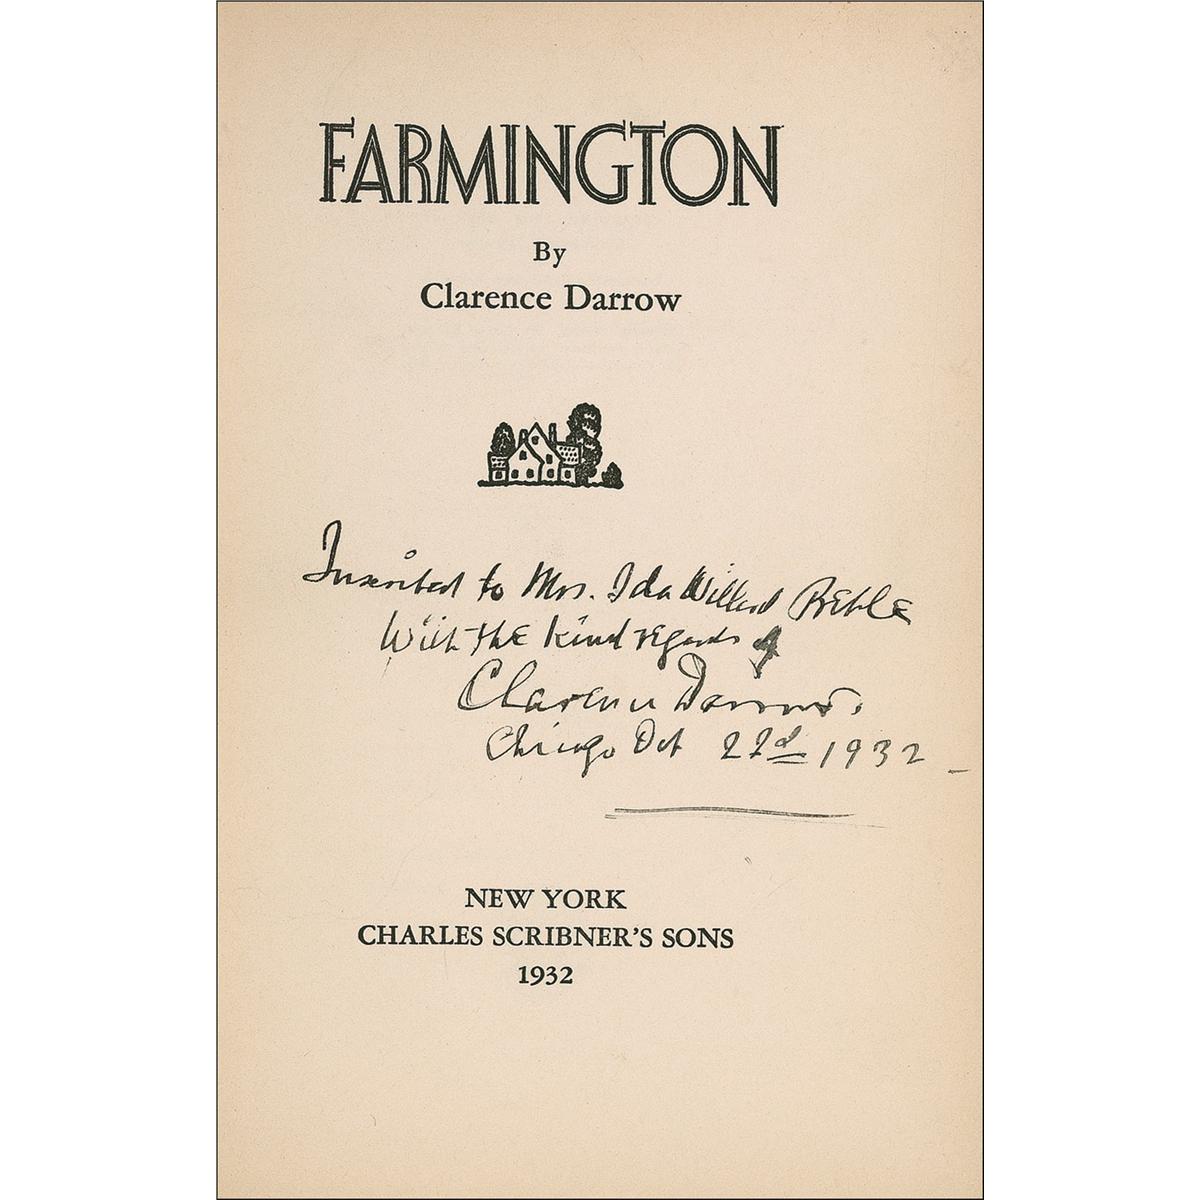 FARMINGTON
By
Clarence Darrow
Inscribed to Mrs. Ida Willard
With the kind regards of
Clarence Darrow.
Chicago Oct 22d 1932
NEW YORK
CHARLES SCRIBNER'S SONS
1932